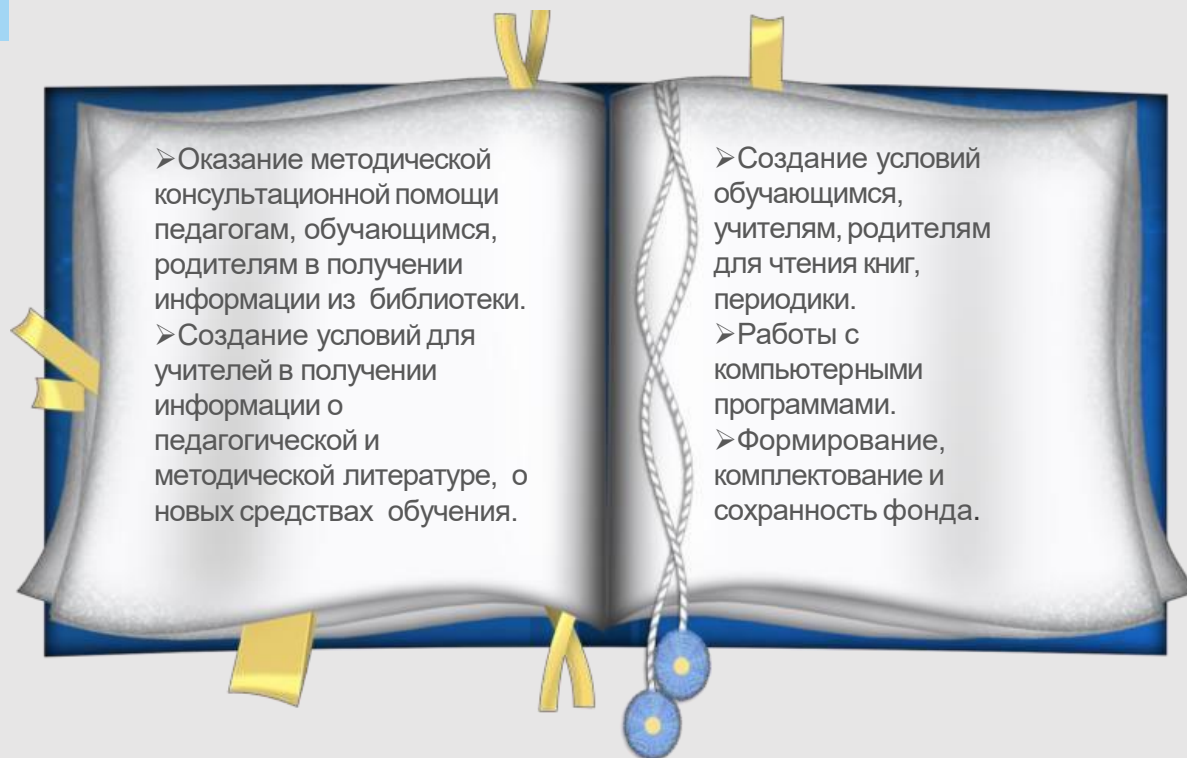 ➢Оказание методической
консультационной помощи
педагогам, обучающимся,
родителям в получении
информации из библиотеки.
➢Создание условий для
учителей в получении
информации о
педагогической и
методической литературе, о
новых средствах обучения.
➢Создание условий
обучающимся,
учителям, родителям
для чтения книг,
периодики.
➢Работы с
компьютерными
программами.
➢Формирование,
комплектование и
сохранность фонда.